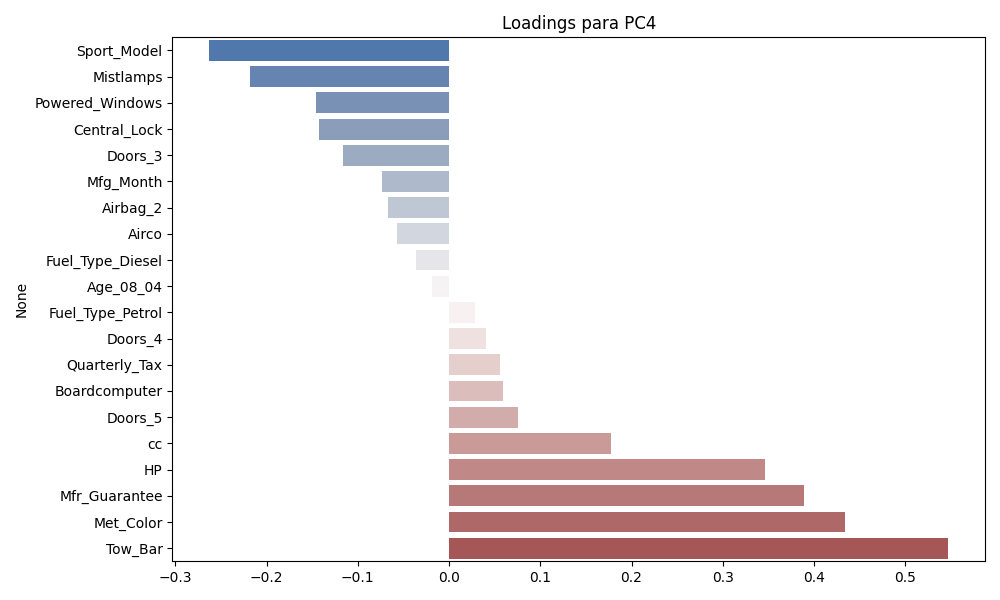 Loadings para PC4
Sport_Model
Mistlamps
Powered_Windows
Central_Lock
Doors_3
Mfg_Month
Airbag_2
Airco
Fuel_Type_Diesel
Age_08_04
Fuel_Type_Petrol
Doors_4
Quarterly_Tax
Boardcomputer
Doors_5
cc
HP
Mfr_Guarantee
Met_Color
Tow_Bar
None
−0.3 −0.2 −0.1 0.0 0.1 0.2 0.3 0.4 0.5